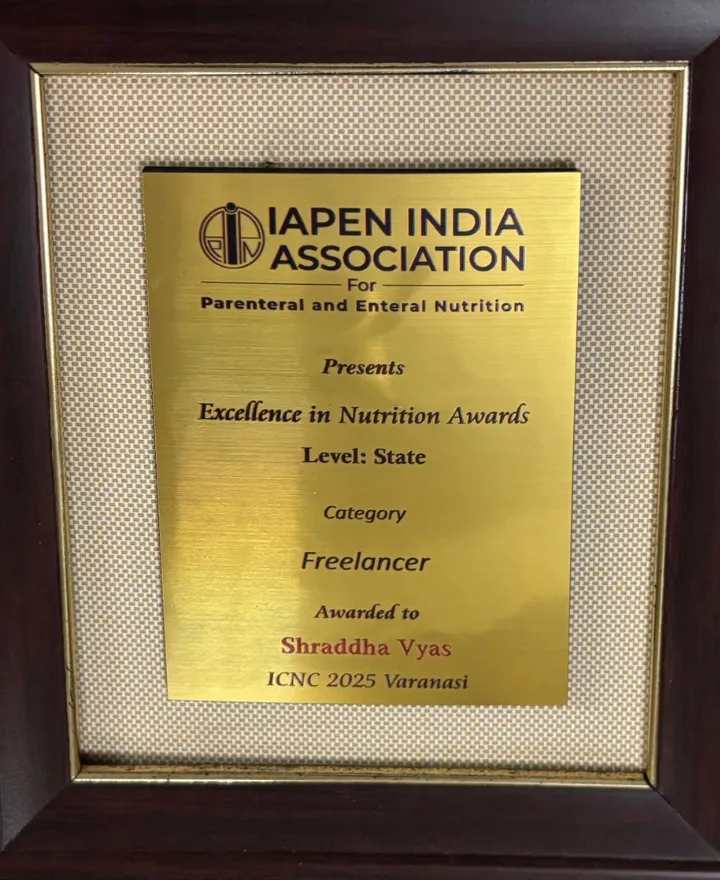 IAPEN INDIA
ASSOCIATION
For
Parenteral and Enteral Nutrition
Presents
Excellence in Nutrition Awards
Level: State
Category
Freelancer
Awarded to
Shraddha Vyas
ICNC 2025 Varanasi